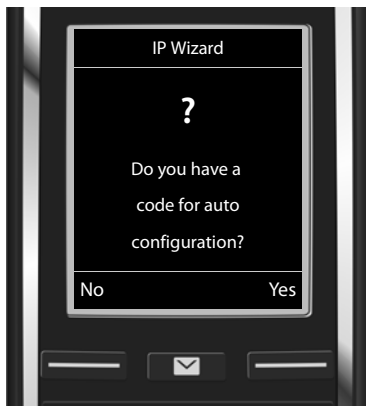 IP Wizard
?
Do you have a
code for auto
configuration?
No Yes